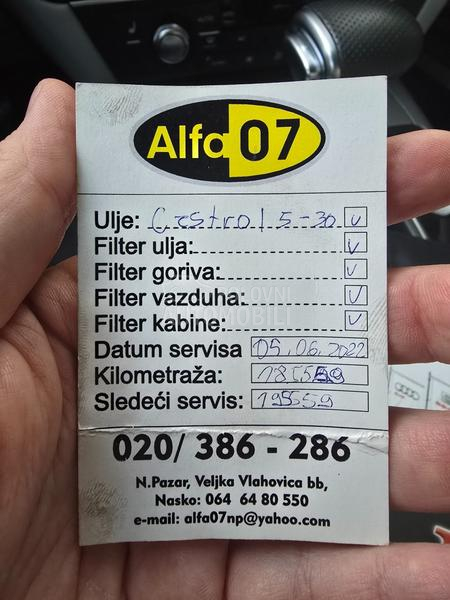 Alfa 07
Ulje: Castrol 5-30 v
Filter ulja: v
Filter goriva: v
Filter vazduha: v
Filter kabine: v
Datum servisa 05.06.2022
Kilometraža:
Sledeći servis: 195559
020/ 386 - 286
N.Pazar, Veljka Vlahovica bb,
Nasko: 064 64 80 550
e-mail: alfa07np@yahoo.com